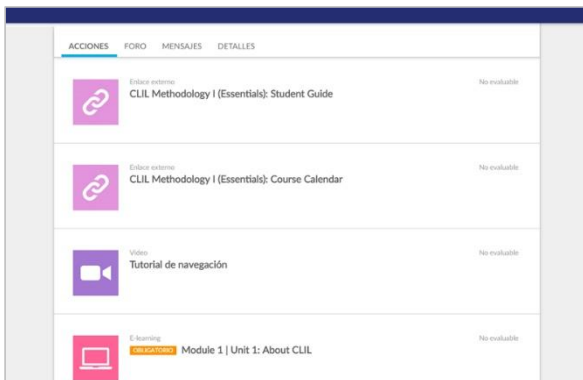 ACCIONES FORO MENSAJES DETALLES
Enlace externo
No evaluable
CLIL Methodology I (Essentials): Student Guide
Enlace externo
No evaluable
CLIL Methodology I (Essentials): Course Calendar
Video
No evaluable
Tutorial de navegación
E-learning
No evaluable
OBLIGATORIO Module 1 | Unit 1: About CLIL